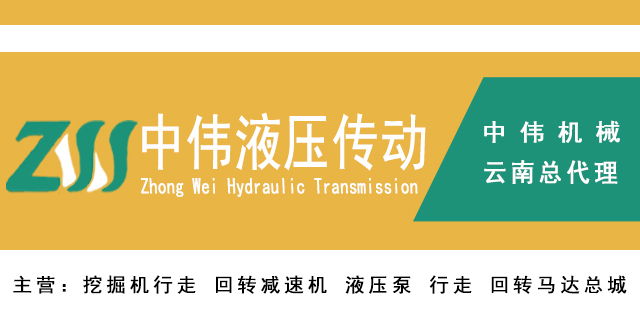 ZSS
中伟液压传动
Zhong Wei Hydraulic Transmission
中伟机械
云南总代理
主营：挖掘机行走 回转减速机 液压泵 行走 回转马达总城